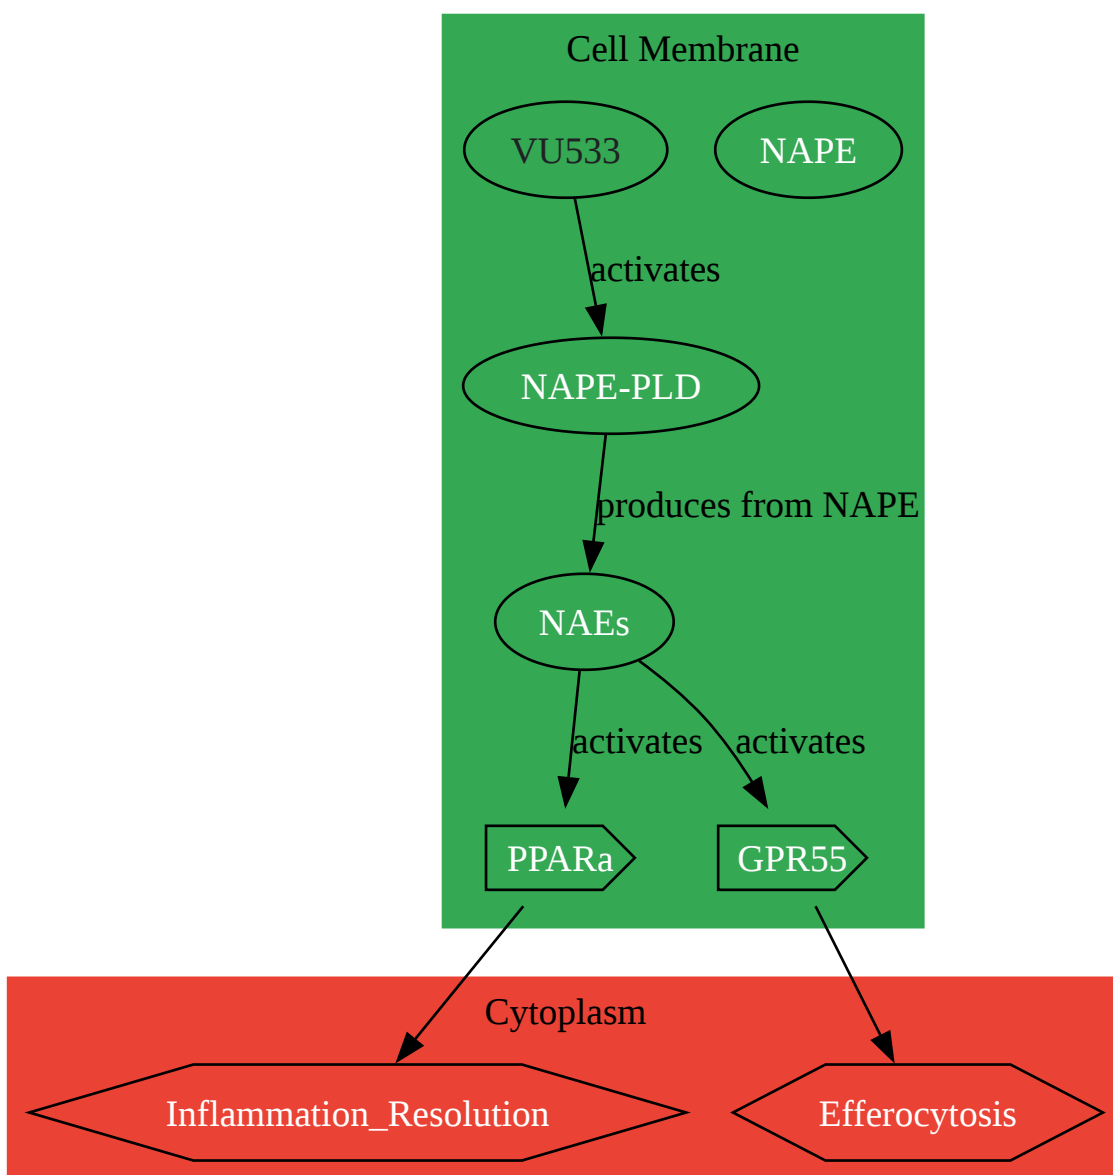 Cell Membrane
VU533
NAPE
activates
NAPE-PLD
produces from NAPE
NAEs
activates
activates
PPARa
GPR55
Cytoplasm
Inflammation_Resolution
Efferocytosis